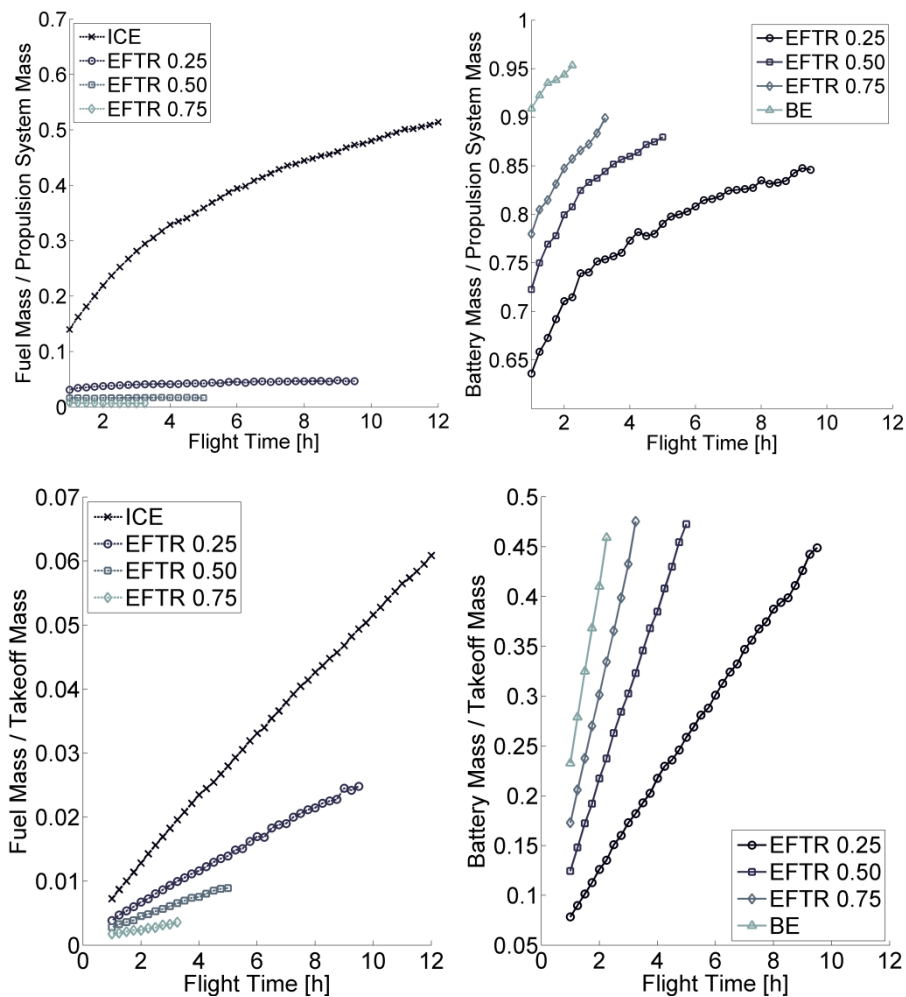 Fuel Mass / Propulsion System Mass
0.7
0.6
0.5
0.4
0.3
0.2
0.1
0
ICE
EFTR 0.25
EFTR 0.50
EFTR 0.75
2
4
6
8
10
12
Flight Time [h]
Battery Mass / Propulsion System Mass
1
0.95
0.9
0.85
0.8
0.75
0.7
0.65
EFTR 0.25
EFTR 0.50
EFTR 0.75
BE
2
4
6
8
10
12
Flight Time [h]
Fuel Mass / Takeoff Mass
0.07
0.06
0.05
0.04
0.03
0.02
0.01
0
ICE
EFTR 0.25
EFTR 0.50
EFTR 0.75
0
2
4
6
8
10
12
Flight Time [h]
Battery Mass / Takeoff Mass
0.5
0.45
0.4
0.35
0.3
0.25
0.2
0.15
0.1
0.05
EFTR 0.25
EFTR 0.50
EFTR 0.75
BE
0
2
4
6
8
10
12
Flight Time [h]